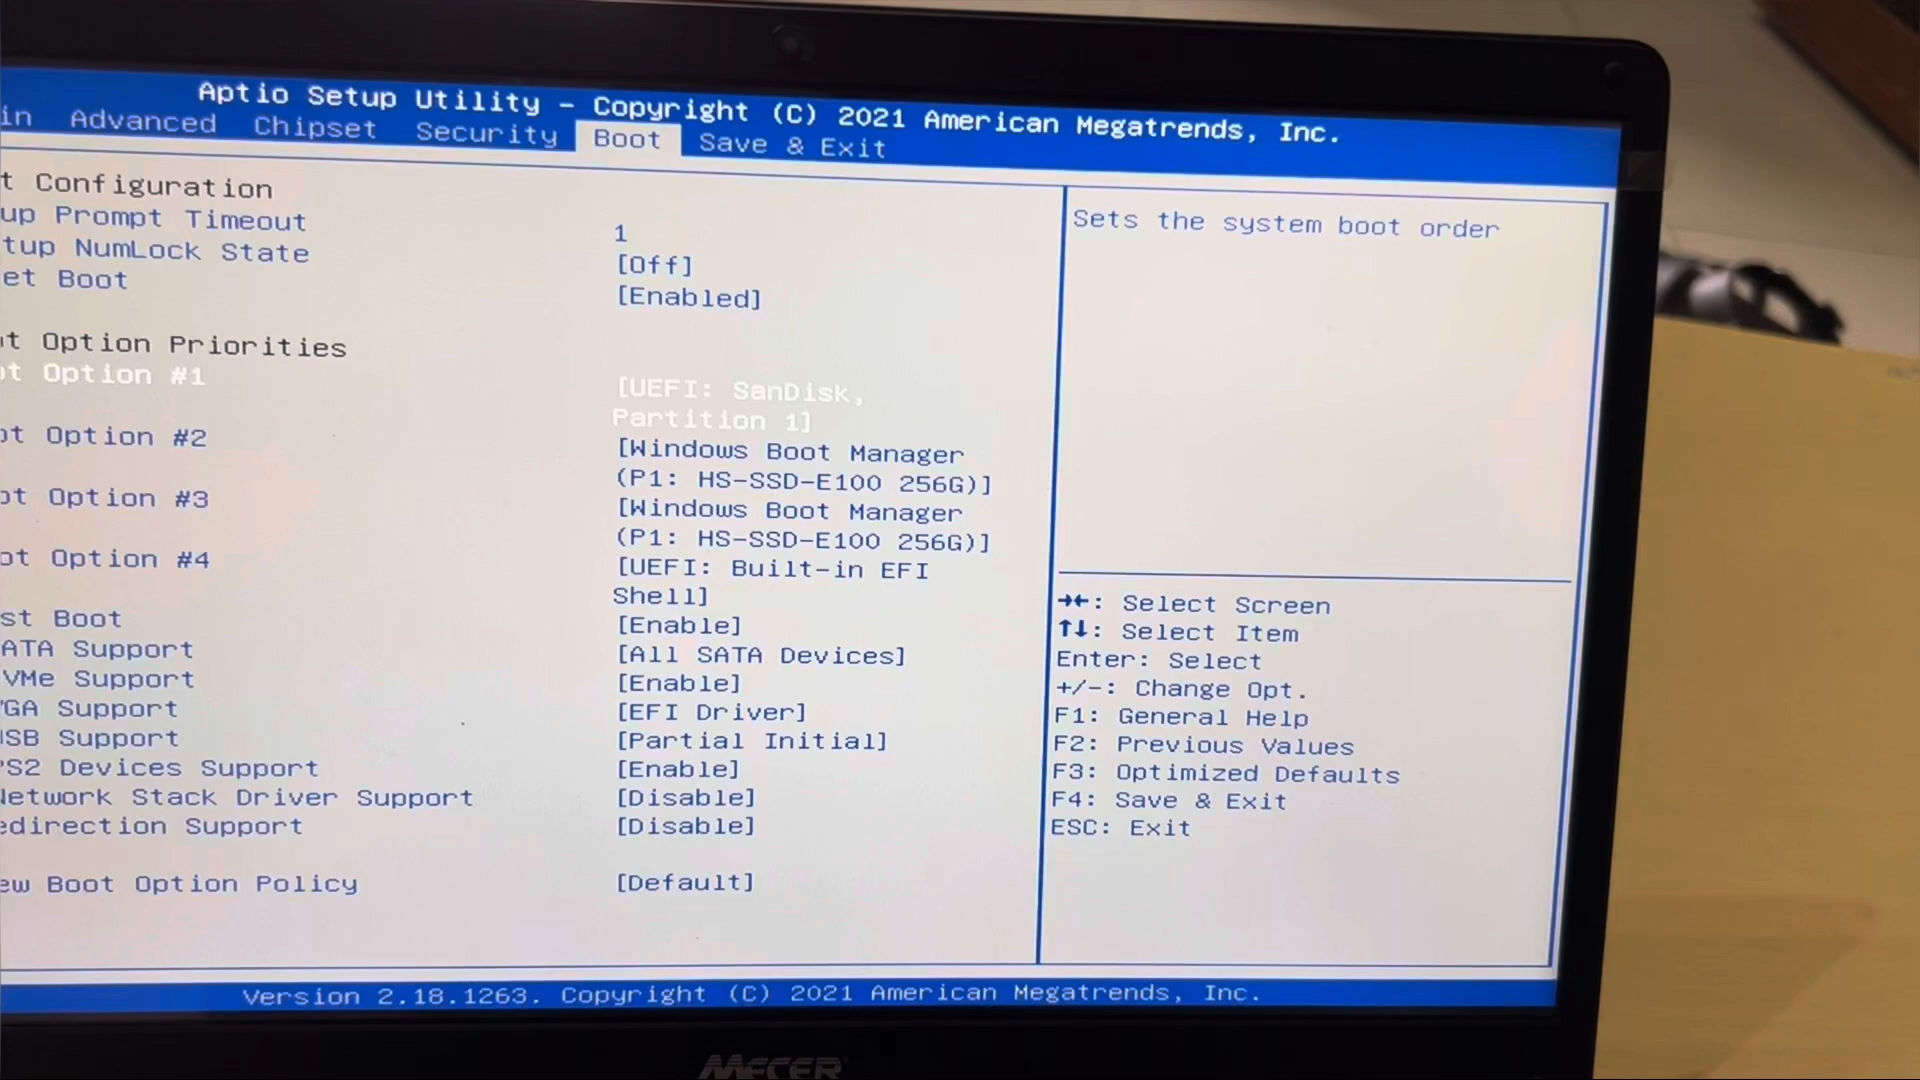 Aptio Setup Utility – Copyright (C) 2021 American Megatrends, Inc.
in Advanced Chipset Security Boot Save & Exit
t Configuration
up Prompt Timeout 1
tup NumLock State [Off]
et Boot [Enabled]
t Option Priorities
ot Option #1 [UEFI: SanDisk,
Partition 1]
ot Option #2 [Windows Boot Manager
(P1: HS-SSD-E100 256G)]
ot Option #3 [Windows Boot Manager
(P1: HS-SSD-E100 256G)]
ot Option #4 [UEFI: Built-in EFI
Shell]
st Boot [Enable]
ATA Support [All SATA Devices]
VMe Support [Enable]
GA Support [EFI Driver]
SB Support [Partial Initial]
PS2 Devices Support [Enable]
Network Stack Driver Support [Disable]
edirection Support [Disable]
ew Boot Option Policy [Default]
Sets the system boot order
→←: Select Screen
↑↓: Select Item
Enter: Select
+/-: Change Opt.
F1: General Help
F2: Previous Values
F3: Optimized Defaults
F4: Save & Exit
ESC: Exit
Version 2.18.1263. Copyright (C) 2021 American Megatrends, Inc.
MECER